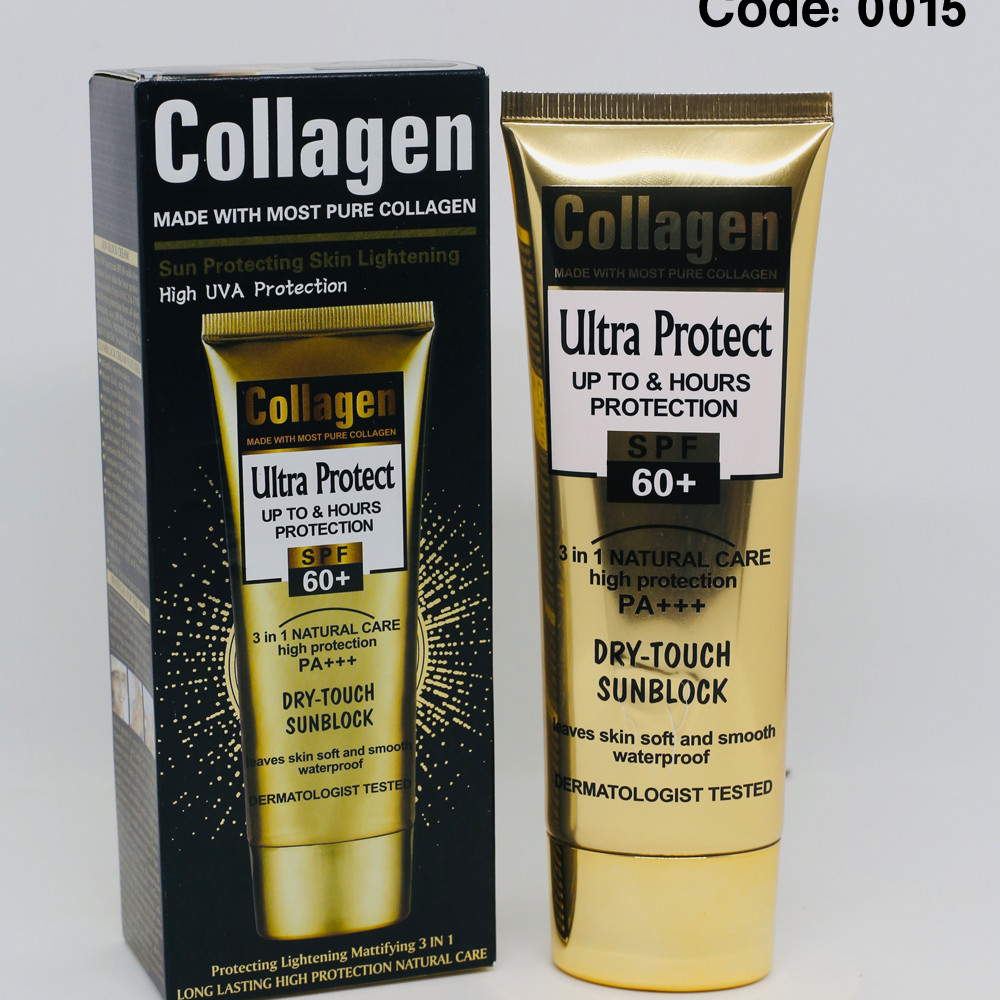 Code: 0015
Collagen
MADE WITH MOST PURE COLLAGEN
Sun Protecting Skin Lightening
High UVA Protection
Collagen
MADE WITH MOST PURE COLLAGEN
Ultra Protect
UP TO & HOURS
PROTECTION
SPF
60+
3 in 1 NATURAL CARE
high protection
PA+++
DRY-TOUCH
SUNBLOCK
eaves skin soft and smooth
waterproof
DERMATOLOGIST TESTED
Protecting Lightening Mattifying 3 IN 1
LONG LASTING HIGH PROTECTION NATURAL CARE
Collagen
MADE WITH MOST PURE COLLAGEN
Ultra Protect
UP TO & HOURS
PROTECTION
SPF
60+
3 in 1 NATURAL CARE
high protection
PA+++
DRY-TOUCH
SUNBLOCK
eaves skin soft and smooth
waterproof
DERMATOLOGIST TESTED